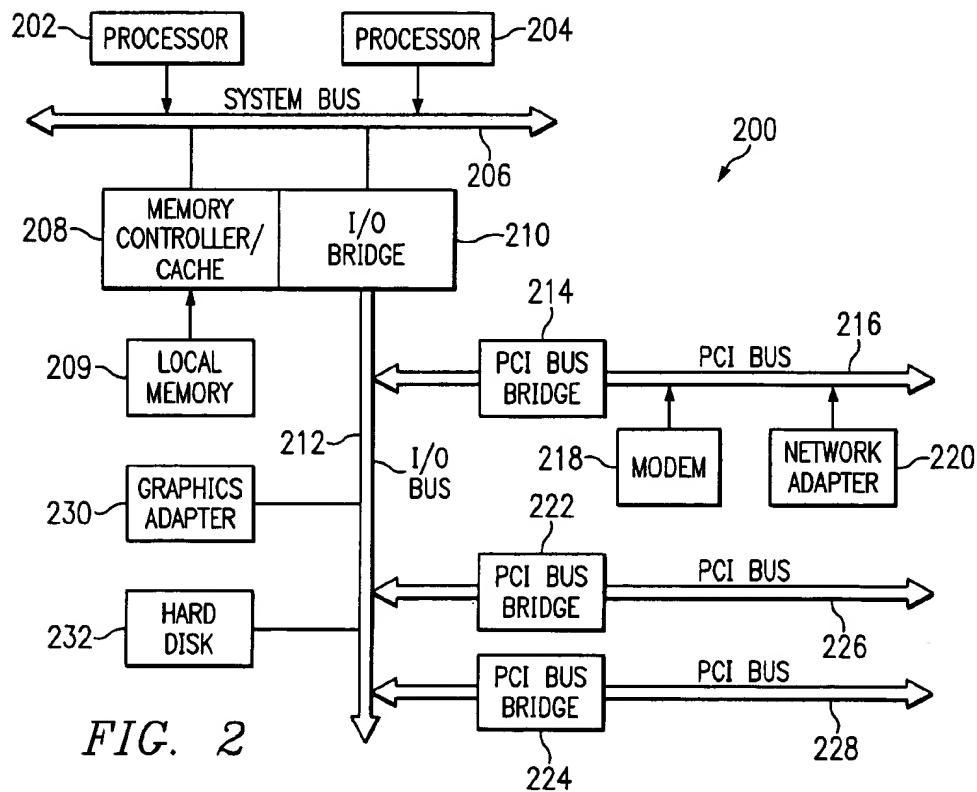 202
PROCESSOR
PROCESSOR
204
SYSTEM BUS
206
200
208
MEMORY
CONTROLLER/
CACHE
I/O
BRIDGE
210
214
216
209
LOCAL
MEMORY
PCI BUS
BRIDGE
PCI BUS
212
I/O
BUS
218
MODEM
NETWORK
ADAPTER
220
230
GRAPHICS
ADAPTER
222
PCI BUS
BRIDGE
PCI BUS
226
232
HARD
DISK
PCI BUS
BRIDGE
PCI BUS
228
224
FIG. 2